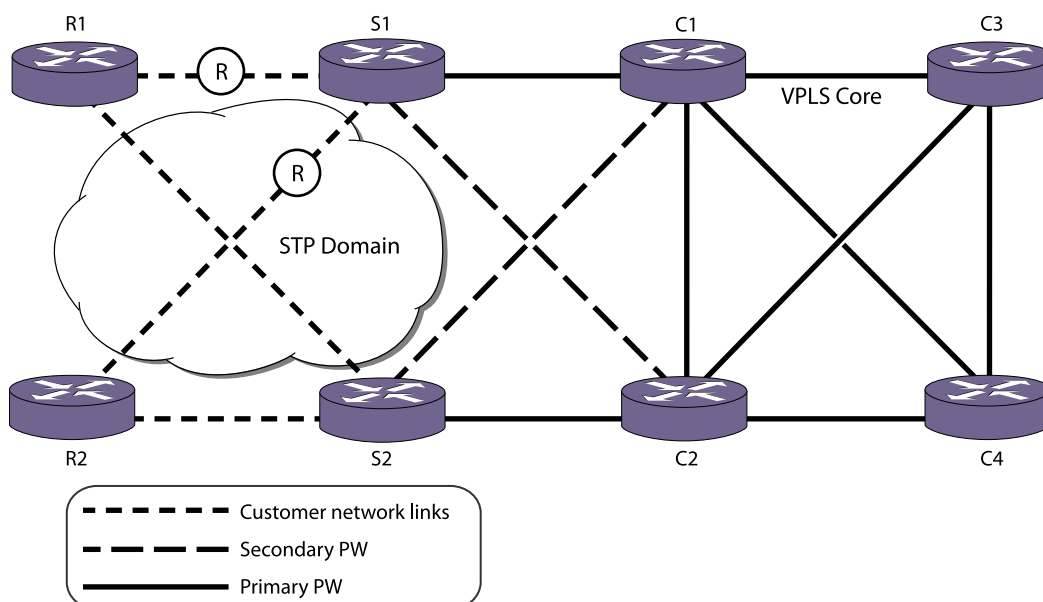 R1
S1
C1
C3
R
VPLS Core
R
STP Domain
R2
S2
C2
C4
Customer network links
Secondary PW
Primary PW